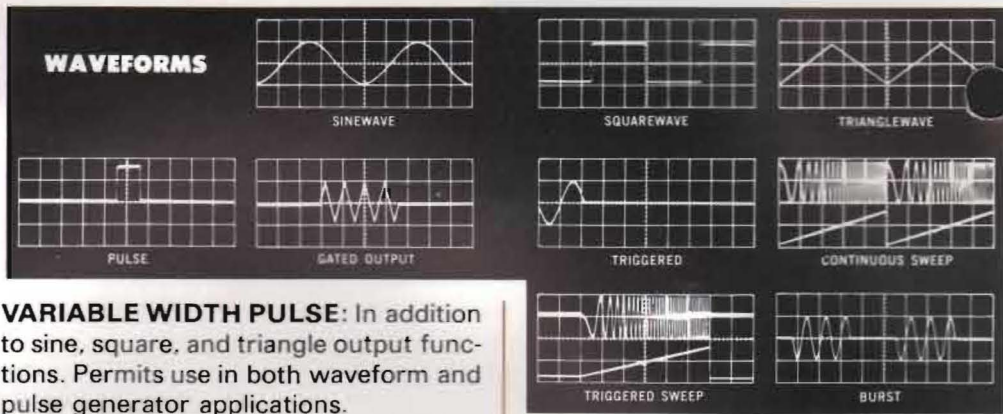 WAVEFORMS
SINEWAVE
SQUAREWAVE
TRIANGLEWAVE
PULSE
GATED OUTPUT
TRIGGERED
CONTINUOUS SWEEP
VARIABLE WIDTH PULSE: In addition
to sine, square, and triangle output func-
tions. Permits use in both waveform and
pulse generator applications.
TRIGGERED SWEEP
BURST